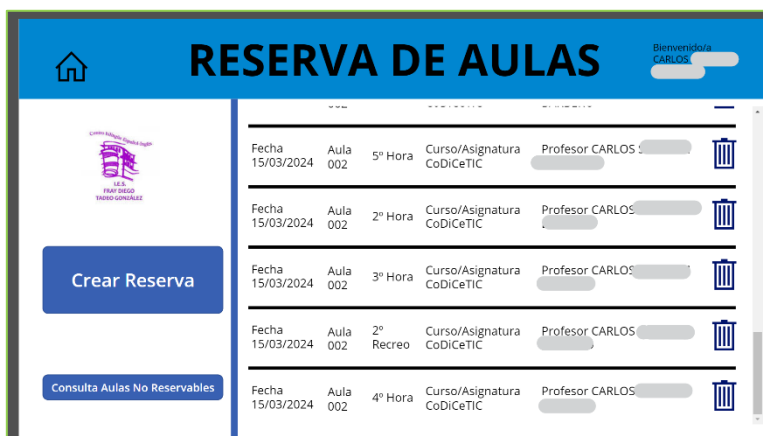 RESERVA DE AULAS
Bienvenido/a
CARLOS
Centro Bilingüe Español Inglés
I.E.S.
FRAY DIEGO
TADEO GONZÁLEZ
Crear Reserva
Consulta Aulas No Reservables
002
Fecha 15/03/2024 Aula 002 5º Hora Curso/Asignatura CoDiCeTIC Profesor CARLOS
Fecha 15/03/2024 Aula 002 2º Hora Curso/Asignatura CoDiCeTIC Profesor CARLOS
Fecha 15/03/2024 Aula 002 3º Hora Curso/Asignatura CoDiCeTIC Profesor CARLOS
Fecha 15/03/2024 Aula 002 2º Recreo Curso/Asignatura CoDiCeTIC Profesor CARLOS
Fecha 15/03/2024 Aula 002 4º Hora Curso/Asignatura CoDiCeTIC Profesor CARLOS